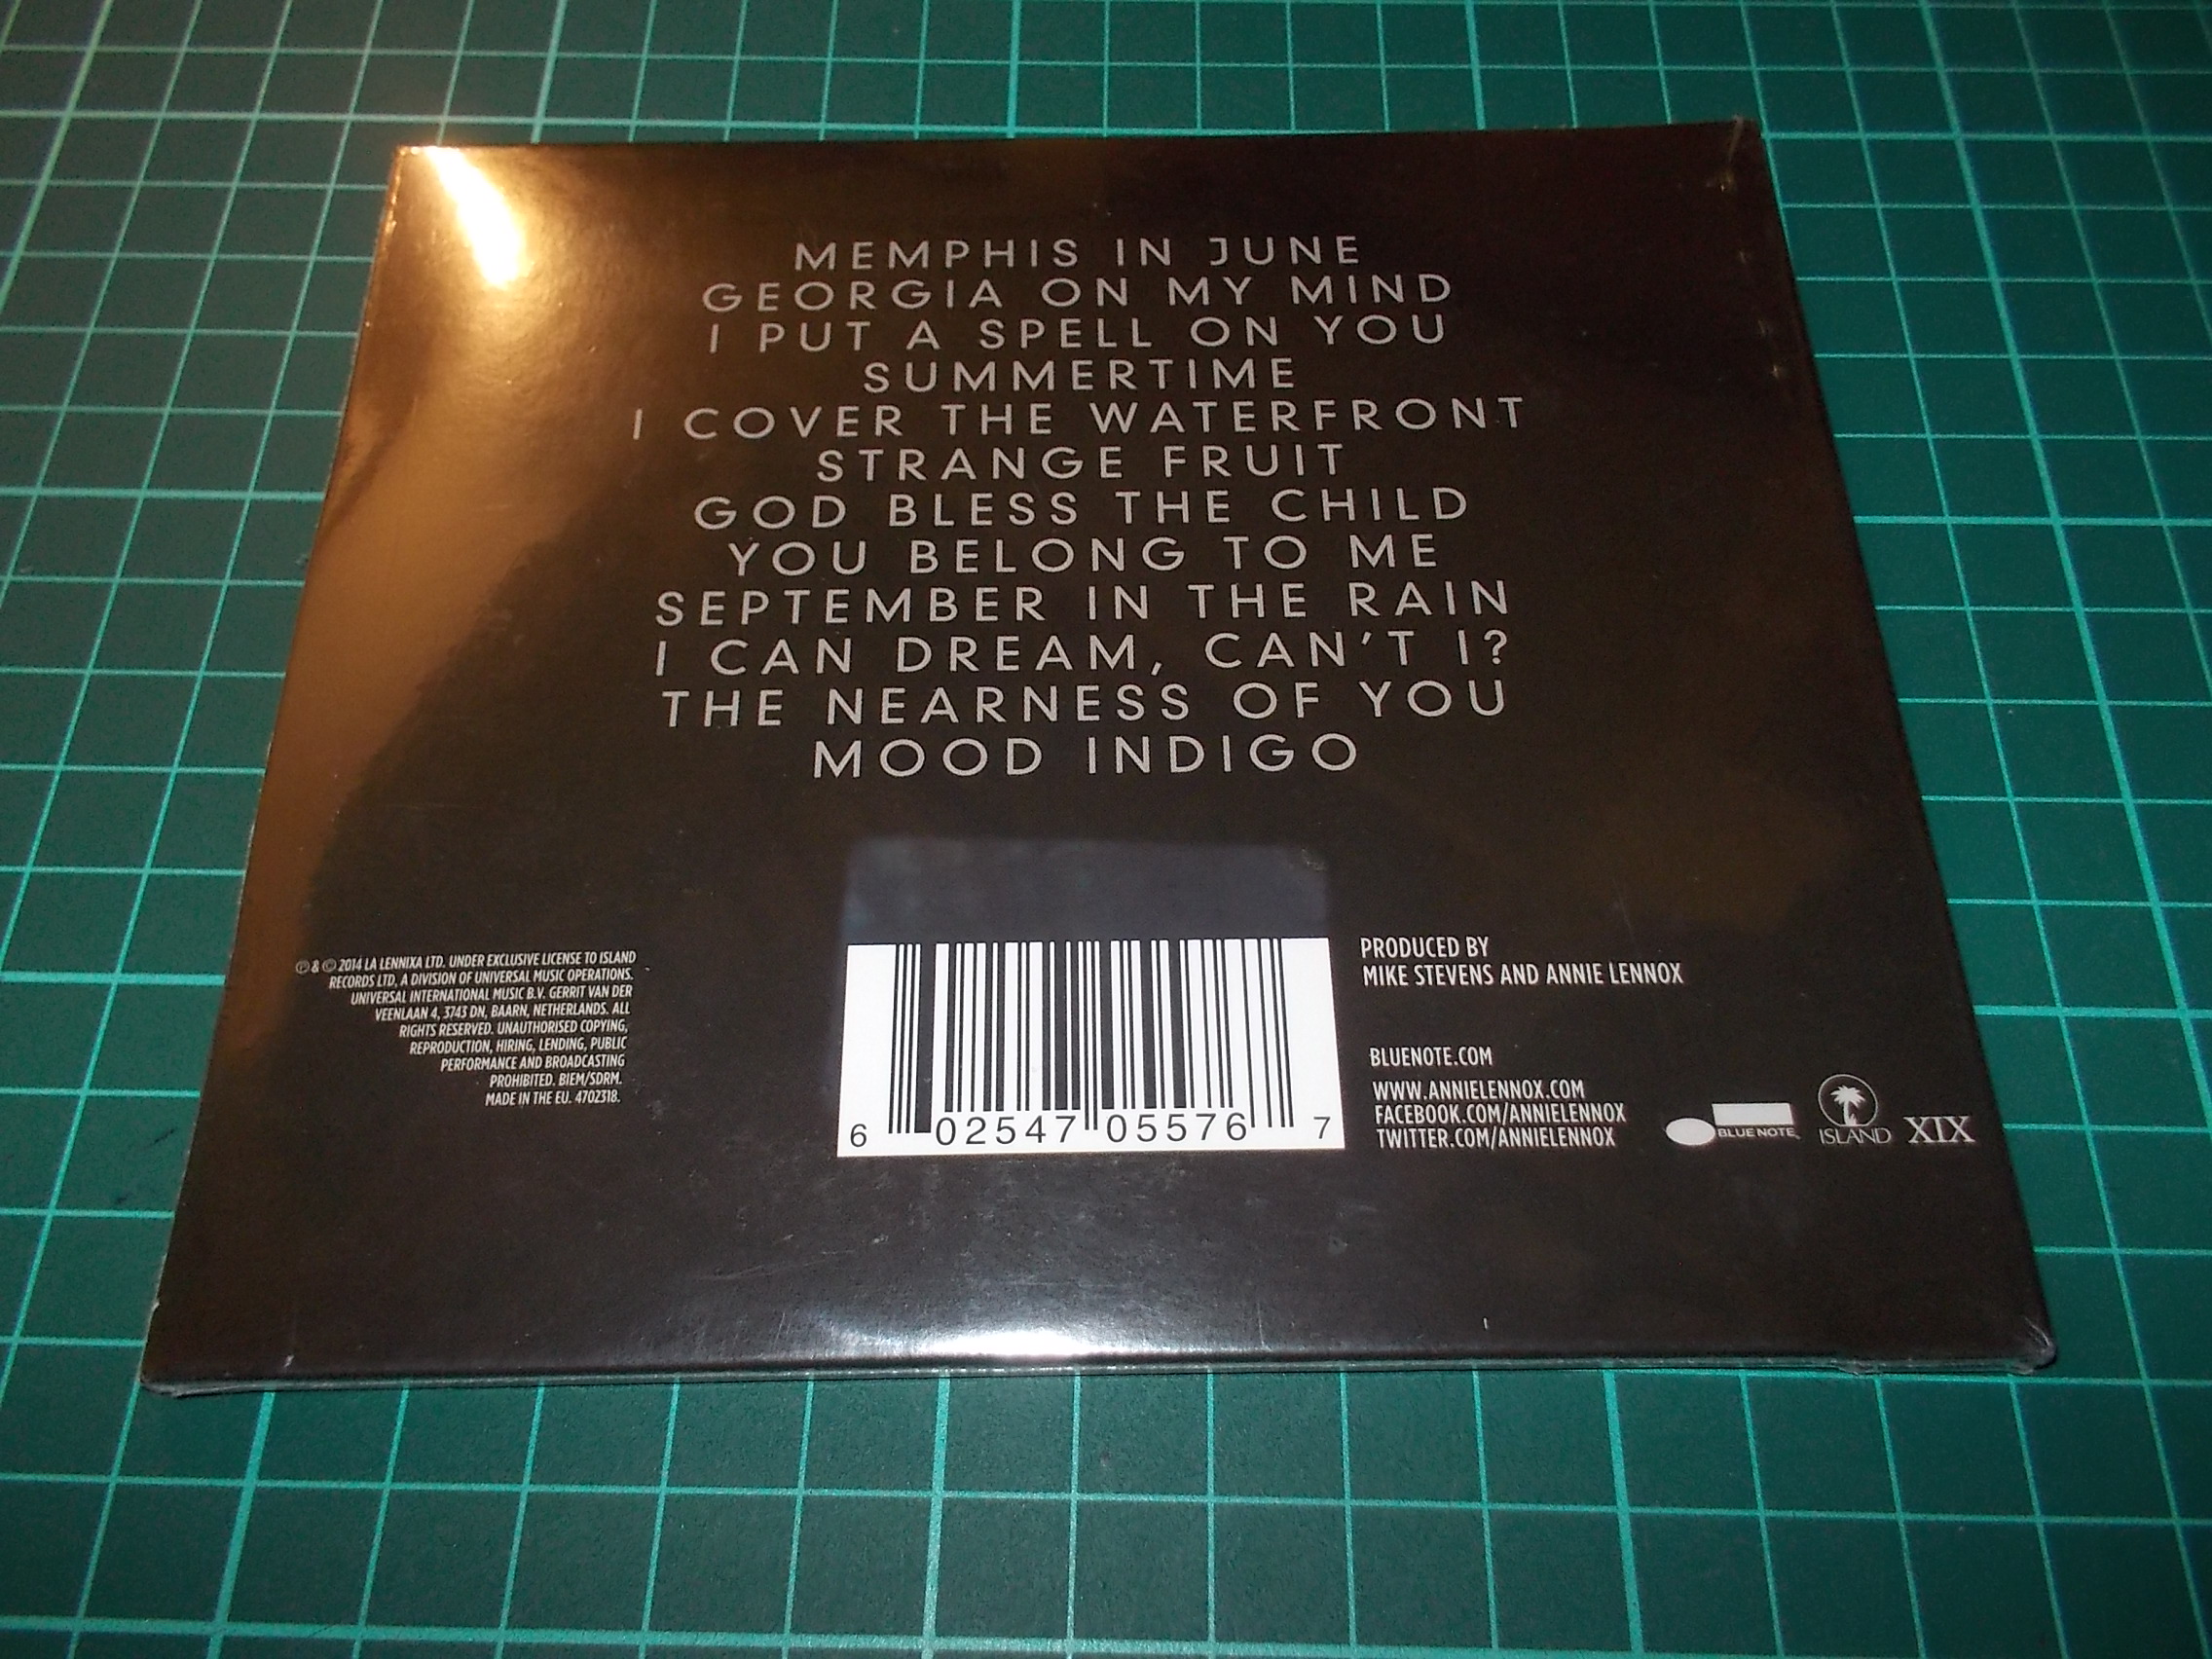 MEMPHIS IN JUNE
GEORGIA ON MY MIND
I PUT A SPELL ON YOU
SUMMERTIME
I COVER THE WATERFRONT
STRANGE FRUIT
GOD BLESS THE CHILD
YOU BELONG TO ME
SEPTEMBER IN THE RAIN
I CAN DREAM, CAN'T I?
THE NEARNESS OF YOU
MOOD INDIGO
℗ & © 2014 LA LENNIXA LTD. UNDER EXCLUSIVE LICENSE TO ISLAND
RECORDS LTD, A DIVISION OF UNIVERSAL MUSIC OPERATIONS.
UNIVERSAL INTERNATIONAL MUSIC B.V. GERRIT VAN DER
VEENLAAN 4, 3743 DN, BAARN, NETHERLANDS. ALL
RIGHTS RESERVED. UNAUTHORISED COPYING,
REPRODUCTION, HIRING, LENDING, PUBLIC
PERFORMANCE AND BROADCASTING
PROHIBITED. BIEM/SDRM.
MADE IN THE EU. 4702318.
6 02547 05576 7
PRODUCED BY
MIKE STEVENS AND ANNIE LENNOX
BLUENOTE.COM
WWW.ANNIELENNOX.COM
FACEBOOK.COM/ANNIELENNOX
TWITTER.COM/ANNIELENNOX
BLUE NOTE
ISLAND
XIX